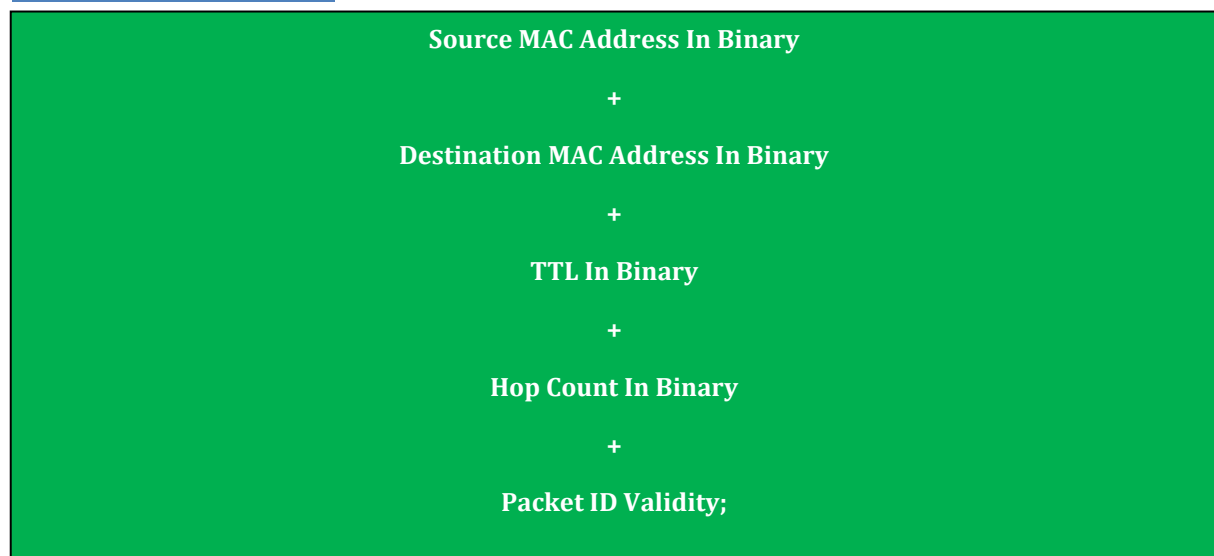 Source MAC Address In Binary
+
Destination MAC Address In Binary
+
TTL In Binary
+
Hop Count In Binary
+
Packet ID Validity;